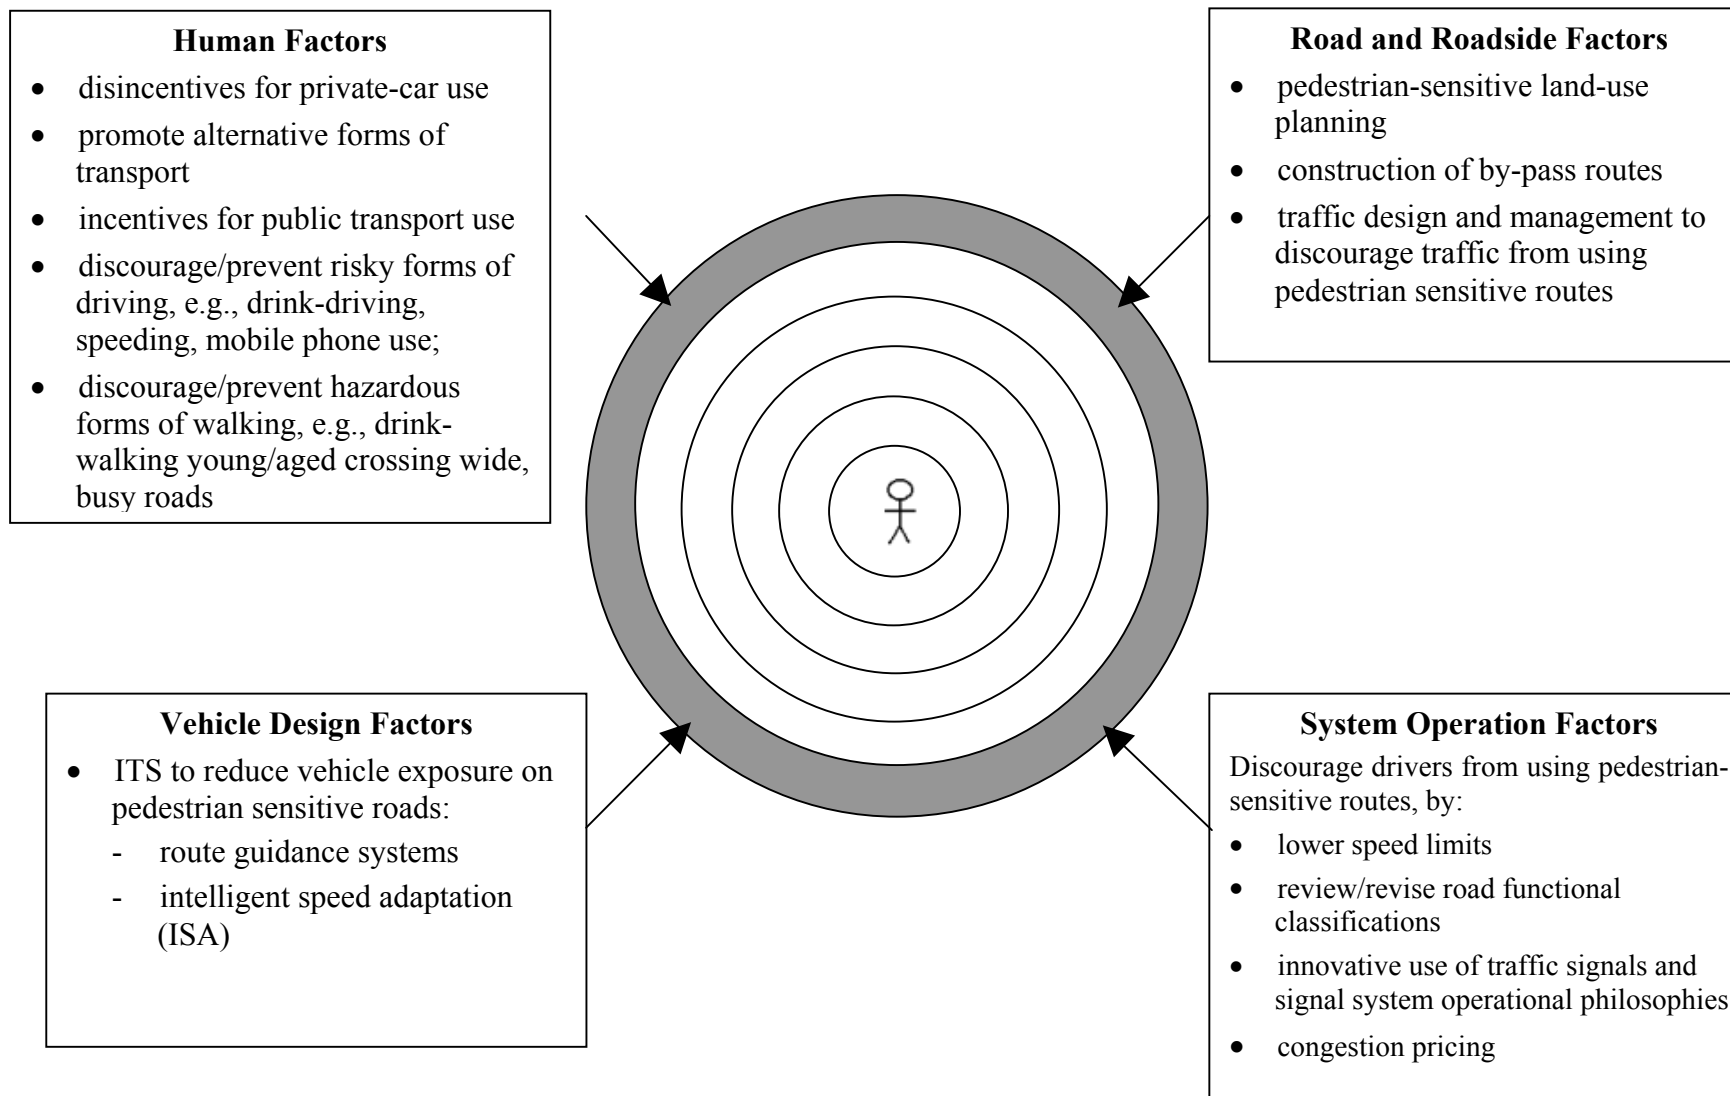 Human Factors
• disincentives for private-car use
• promote alternative forms of
transport
• incentives for public transport use
• discourage/prevent risky forms of
driving, e.g., drink-driving,
speeding, mobile phone use;
• discourage/prevent hazardous
forms of walking, e.g., drink-
walking young/aged crossing wide,
busy roads
Road and Roadside Factors
• pedestrian-sensitive land-use
planning
• construction of by-pass routes
• traffic design and management to
discourage traffic from using
pedestrian sensitive routes
Vehicle Design Factors
• ITS to reduce vehicle exposure on
pedestrian sensitive roads:
- route guidance systems
- intelligent speed adaptation
(ISA)
System Operation Factors
Discourage drivers from using pedestrian-
sensitive routes, by:
• lower speed limits
• review/revise road functional
classifications
• innovative use of traffic signals and
signal system operational philosophies
• congestion pricing